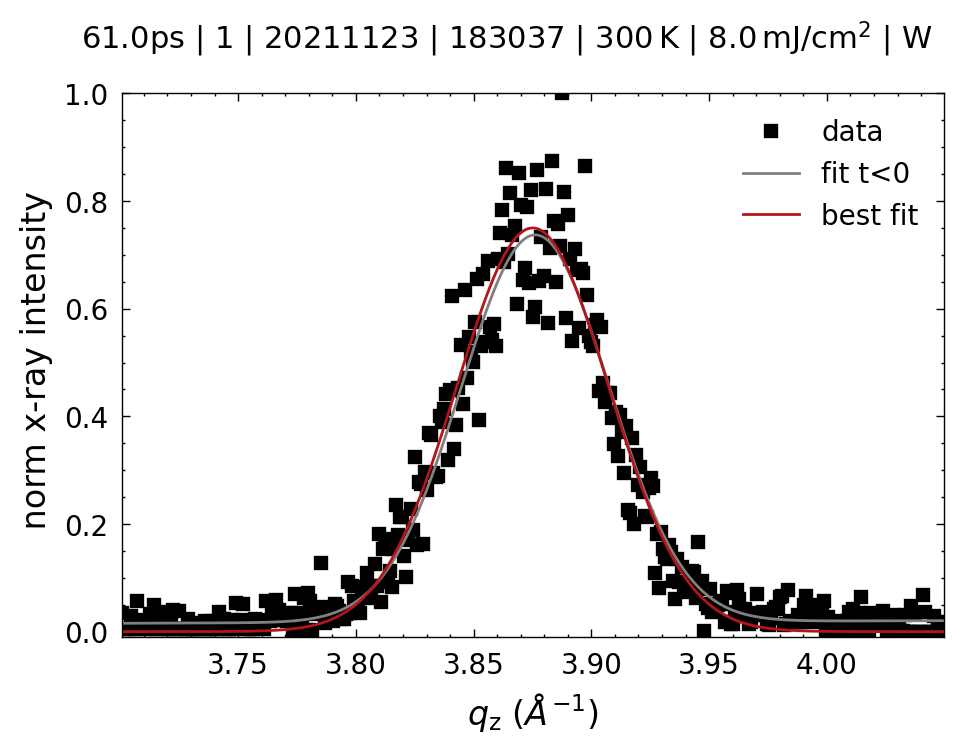 61.0ps | 1 | 20211123 | 183037 | 300 K | 8.0 mJ/cm² | W
1.0
0.8
0.6
0.4
0.2
0.0
norm x-ray intensity
data
fit t<0
best fit
3.75 3.80 3.85 3.90 3.95 4.00
q_z (Å⁻¹)